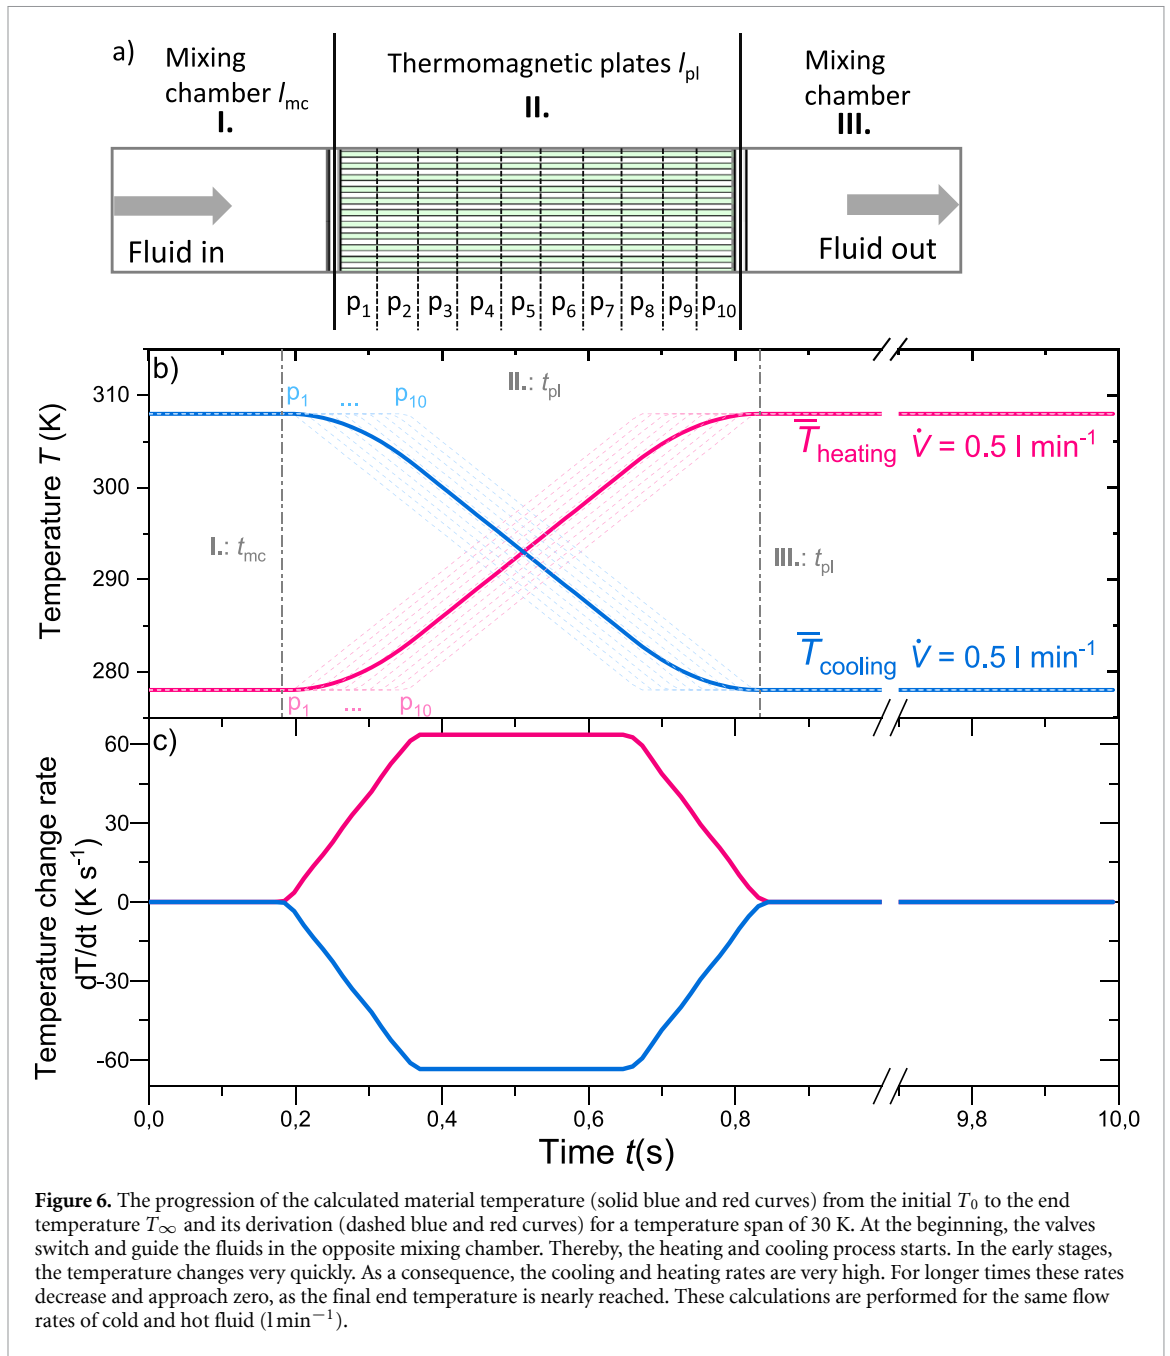 a)
Mixing
chamber lmc
I.
Thermomagnetic plates lpl
II.
Mixing
chamber
III.
Fluid in
Fluid out
p1 p2 p3 p4 p5 p6 p7 p8 p9 p10
b)
p1 ... p10
II.: tpl
310
300
290
280
Temperature T (K)
T̅heating V̇ = 0.5 l min-1
I.: tmc
III.: tpl
T̅cooling V̇ = 0.5 l min-1
p1 ... p10
c)
60
30
0
-30
-60
Temperature change rate
dT/dt (K s-1)
0,0 0,2 0,4 0,6 0,8 9,8 10,0
Time t(s)
Figure 6. The progression of the calculated material temperature (solid blue and red curves) from the initial T0 to the end
temperature T∞ and its derivation (dashed blue and red curves) for a temperature span of 30 K. At the beginning, the valves
switch and guide the fluids in the opposite mixing chamber. Thereby, the heating and cooling process starts. In the early stages,
the temperature changes very quickly. As a consequence, the cooling and heating rates are very high. For longer times these rates
decrease and approach zero, as the final end temperature is nearly reached. These calculations are performed for the same flow
rates of cold and hot fluid (l min−1).